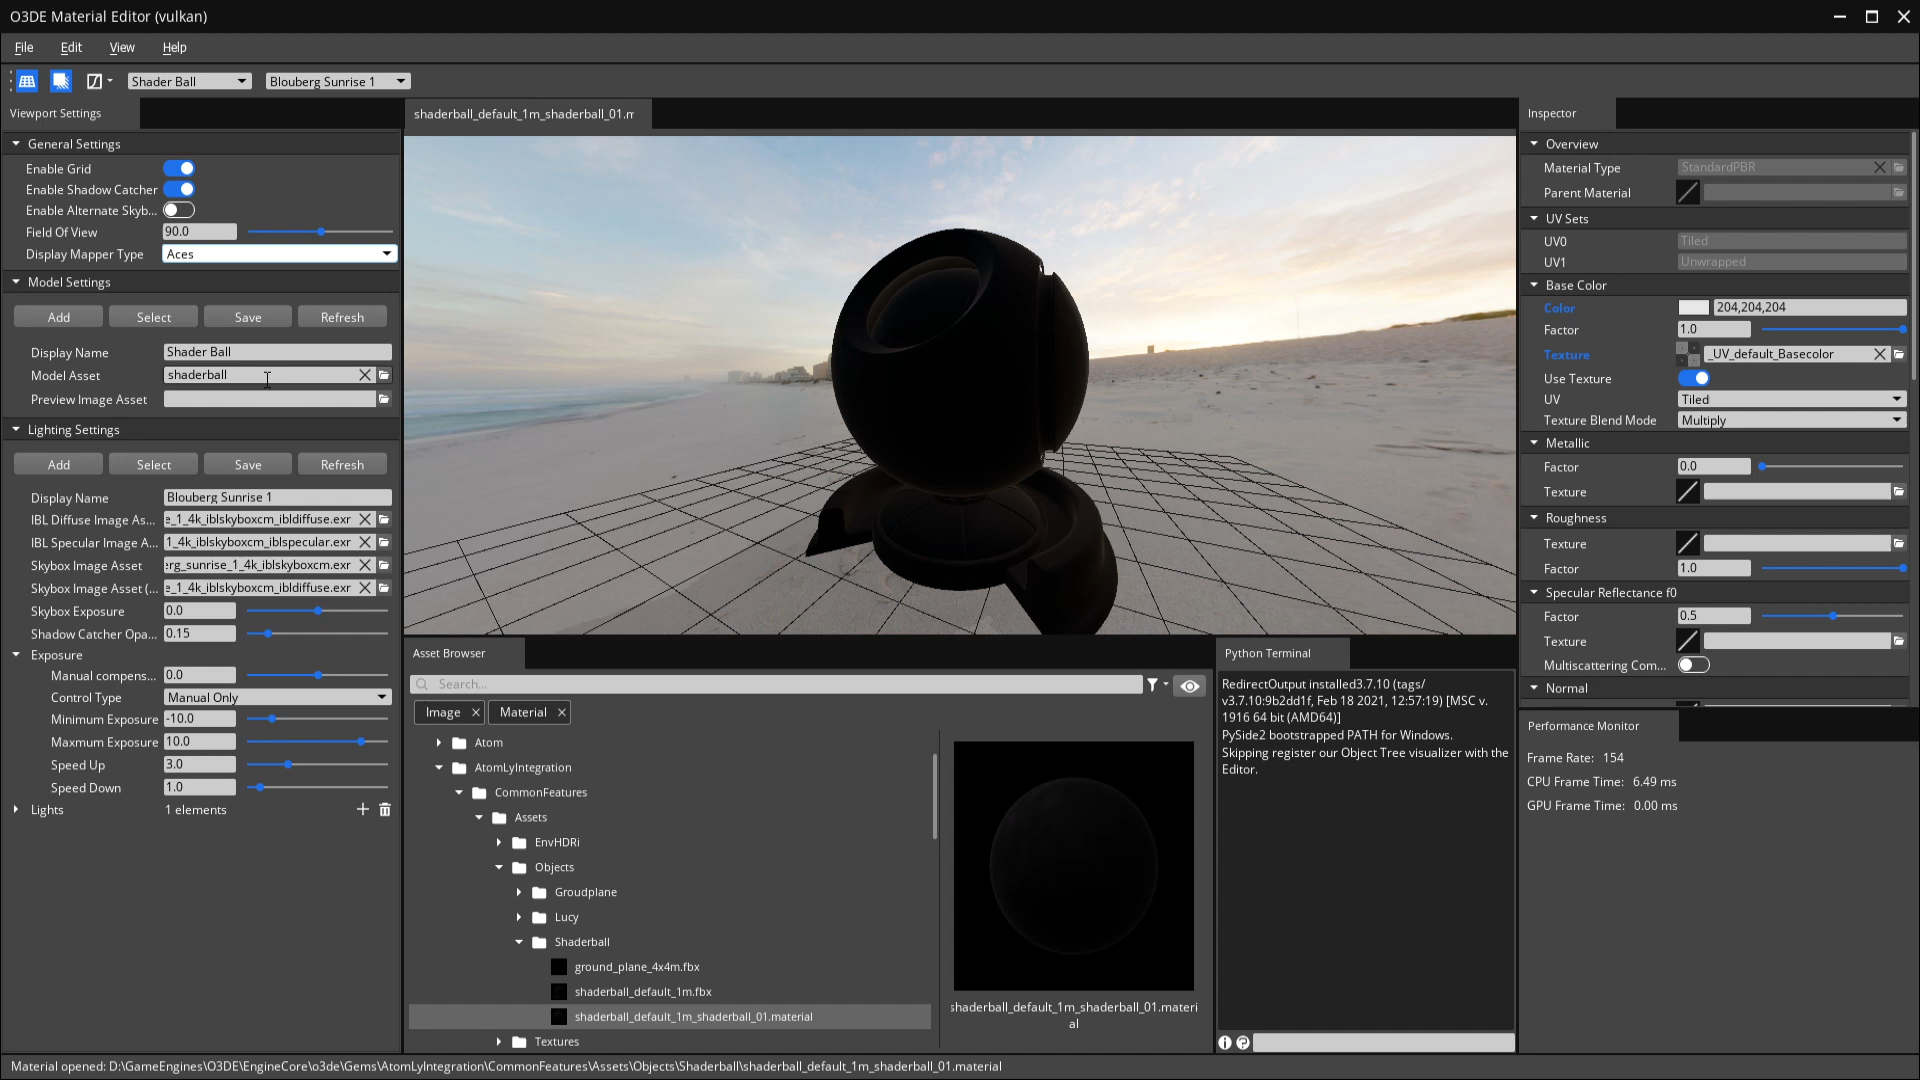 O3DE Material Editor (vulkan)
File Edit View Help
Shader Ball Blouberg Sunrise 1
Viewport Settings
General Settings
Enable Grid
Enable Shadow Catcher
Enable Alternate Skyb...
Field Of View 90.0
Display Mapper Type Aces
Model Settings
Add Select Save Refresh
Display Name Shader Ball
Model Asset shaderball
Preview Image Asset
Lighting Settings
Add Select Save Refresh
Display Name Blouberg Sunrise 1
IBL Diffuse Image As... e_1_4k_iblskyboxcm_ibldiffuse.exr
IBL Specular Image A... 1_4k_iblskyboxcm_iblspecular.exr
Skybox Image Asset erg_sunrise_1_4k_iblskyboxcm.exr
Skybox Image Asset (... e_1_4k_iblskyboxcm_ibldiffuse.exr
Skybox Exposure 0.0
Shadow Catcher Opa... 0.15
Exposure
Manual compens... 0.0
Control Type Manual Only
Minimum Exposure -10.0
Maxmum Exposure 10.0
Speed Up 3.0
Speed Down 1.0
Lights 1 elements
shaderball_default_1m_shaderball_01.m
Asset Browser
Search...
Image Material
Atom
AtomLyIntegration
CommonFeatures
Assets
EnvHDRi
Objects
Groudplane
Lucy
Shaderball
ground_plane_4x4m.fbx
shaderball_default_1m.fbx
shaderball_default_1m_shaderball_01.material
Textures
shaderball_default_1m_shaderball_01.materi
al
Python Terminal
RedirectOutput installed3.7.10 (tags/
v3.7.10:9b2dd1f, Feb 18 2021, 12:57:19) [MSC v.
1916 64 bit (AMD64)]
PySide2 bootstrapped PATH for Windows.
Skipping register our Object Tree visualizer with the
Editor.
Inspector
Overview
Material Type StandardPBR
Parent Material
UV Sets
UV0 Tiled
UV1 Unwrapped
Base Color
Color 204,204,204
Factor 1.0
Texture _UV_default_Basecolor
Use Texture
UV Tiled
Texture Blend Mode Multiply
Metallic
Factor 0.0
Texture
Roughness
Texture
Factor 1.0
Specular Reflectance f0
Factor 0.5
Texture
Multiscattering Com...
Normal
Performance Monitor
Frame Rate: 154
CPU Frame Time: 6.49 ms
GPU Frame Time: 0.00 ms
Material opened: D:\GameEngines\O3DE\EngineCore\o3de\Gems\AtomLyIntegration\CommonFeatures\Assets\Objects\Shaderball\shaderball_default_1m_shaderball_01.material